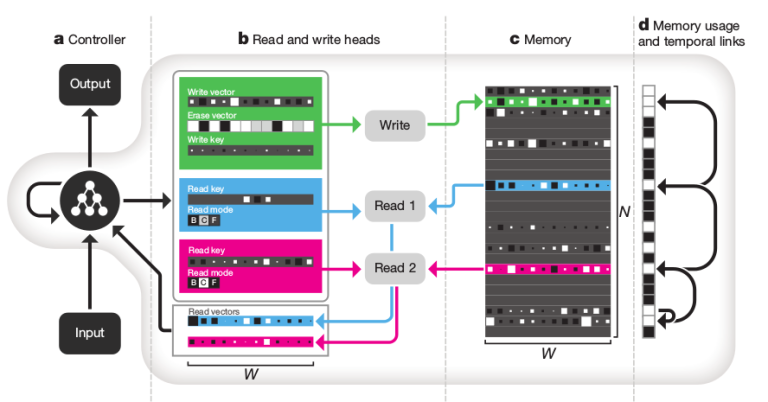 a Controller
b Read and write heads
c Memory
d Memory usage
and temporal links
Output
Input
Write vector
Erase vector
Write key
Read key
Read mode
B C F
Read key
Read mode
B C F
Read vectors
W
Write
Read 1
Read 2
N
W